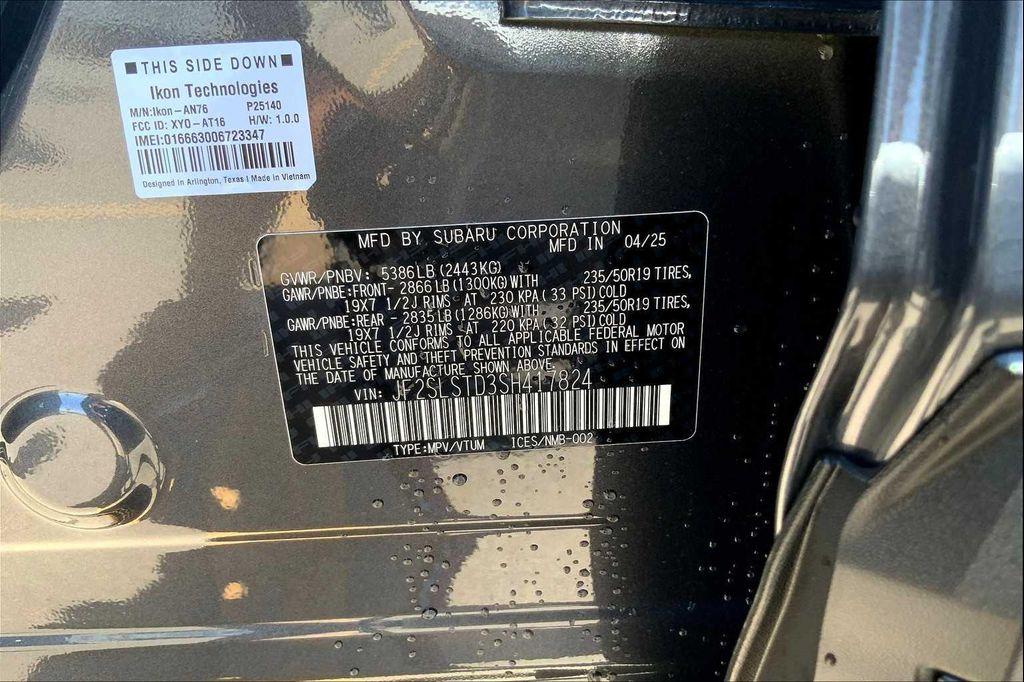 THIS SIDE DOWN
Ikon Technologies
M/N:Ikon-AN76 P25140
FCC ID: XYO-AT16 H/W: 1.0.0
IMEI:016663006723347
Designed in Arlington, Texas | Made in Vietnam
MFD BY SUBARU CORPORATION
MFD IN 04/25
GVWR/PNBV: 5386LB(2443KG)
GAWR/PNBE:FRONT- 2866LB(1300KG)WITH 235/50R19 TIRES,
19X7 1/2J RIMS AT 230 KPA( 33 PSI)COLD
GAWR/PNBE:REAR - 2835LB(1286KG)WITH 235/50R19 TIRES,
19X7 1/2J RIMS AT 220 KPA(32 PSI)COLD
THIS VEHICLE CONFORMS TO ALL APPLICABLE FEDERAL MOTOR
VEHICLE SAFETY AND THEFT PREVENTION STANDARDS IN EFFECT ON
THE DATE OF MANUFACTURE SHOWN ABOVE.
VIN: JF2SLSTD3SH417824
TYPE:MPV/VTUM ICES/NMB-002